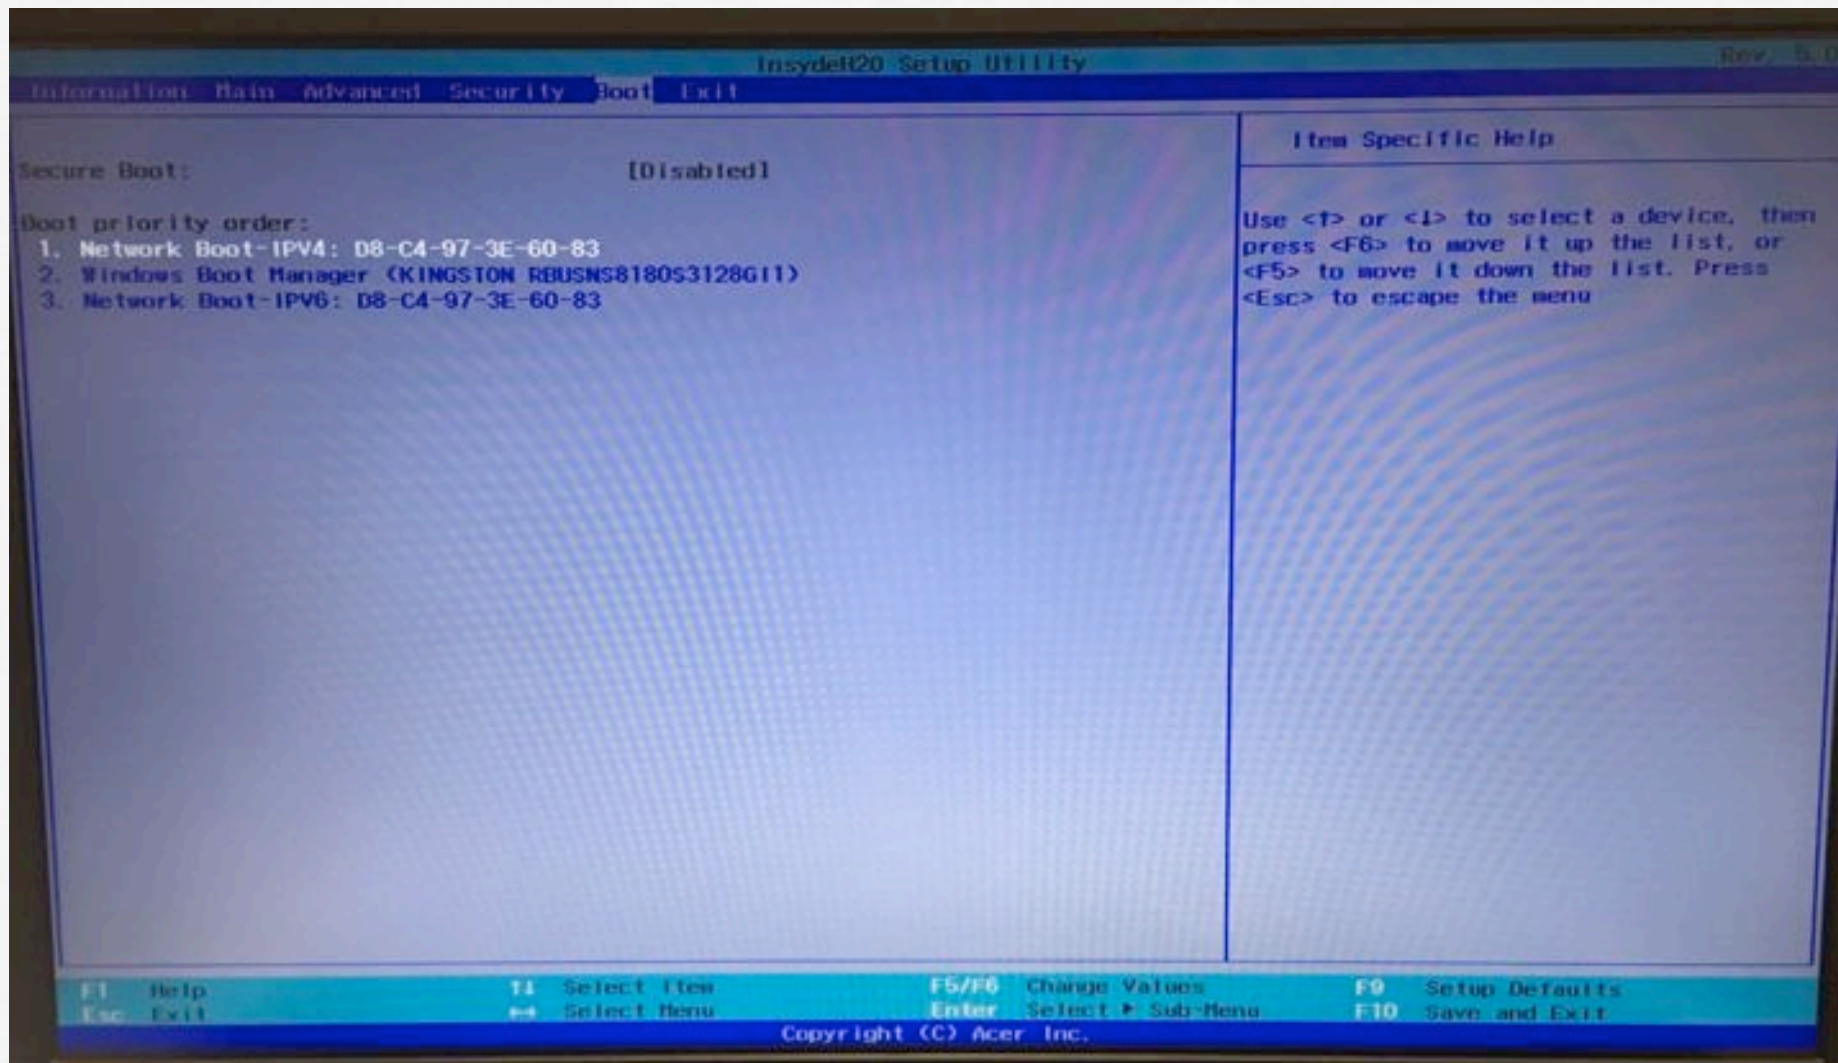 InsydeH20 Setup Utility
Rev. 5.0
Information Main Advanced Security Boot Exit
Item Specific Help
Secure Boot: [Disabled]
Boot priority order:
1. Network Boot-IPV4: D8-C4-97-3E-60-83
2. Windows Boot Manager (KINGSTON RBUSNS8180S3128GI1)
3. Network Boot-IPV6: D8-C4-97-3E-60-83
Use <↑> or <↓> to select a device, then
press <F6> to move it up the list, or
<F5> to move it down the list. Press
<Esc> to escape the menu
F1 Help ↑↓ Select Item F5/F6 Change Values F9 Setup Defaults
Esc Exit ↔ Select Menu Enter Select ▶ Sub-Menu F10 Save and Exit
Copyright (C) Acer Inc.